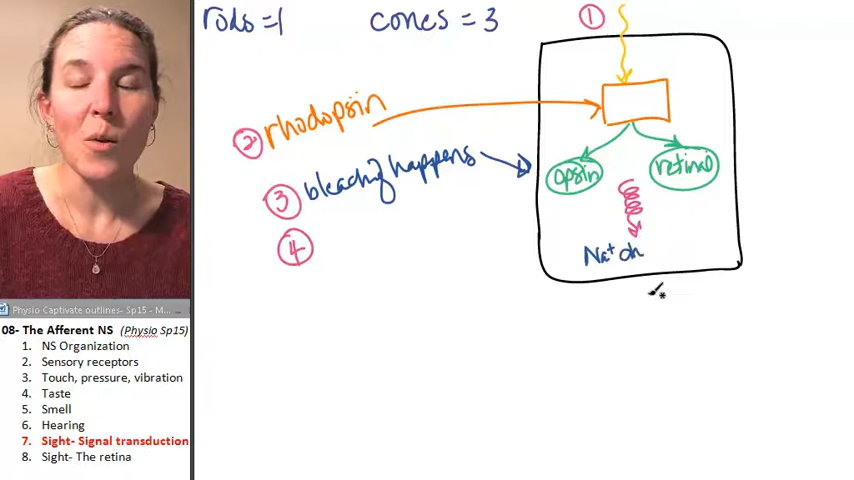 rods =1
cones = 3
1
2 rhodopsin
3 bleaching happens
4
opsin
retinal
Na+ ch
Physio Captivate outlines- Sp15 - M...
08- The Afferent NS (Physio Sp15)
1. NS Organization
2. Sensory receptors
3. Touch, pressure, vibration
4. Taste
5. Smell
6. Hearing
7. Sight- Signal transduction
8. Sight- The retina